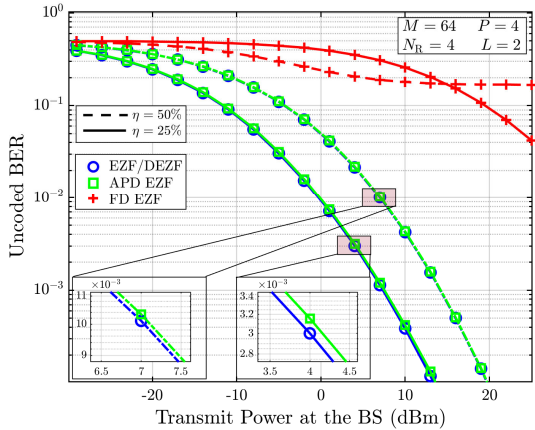 M = 64 P = 4
N_R = 4 L = 2
10^0
10^-1
10^-2
10^-3
Uncoded BER
η = 50%
η = 25%
EZF/DEZF
APD EZF
FD EZF
×10^-3
11
10
9
6.5 7 7.5
×10^-3
3.4
3.2
3
2.8
3.5 4 4.5
-20 -10 0 10 20
Transmit Power at the BS (dBm)